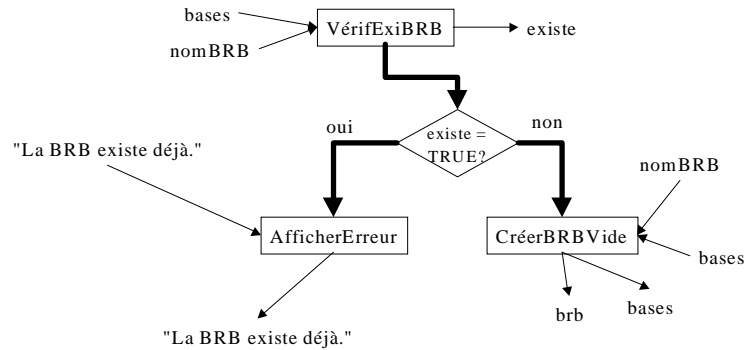 bases
VérifExiBRB
existe
nomBRB
oui
existe =
TRUE?
non
"La BRB existe déjà."
nomBRB
AfficherErreur
CréerBRBVide
bases
brb
bases
"La BRB existe déjà."